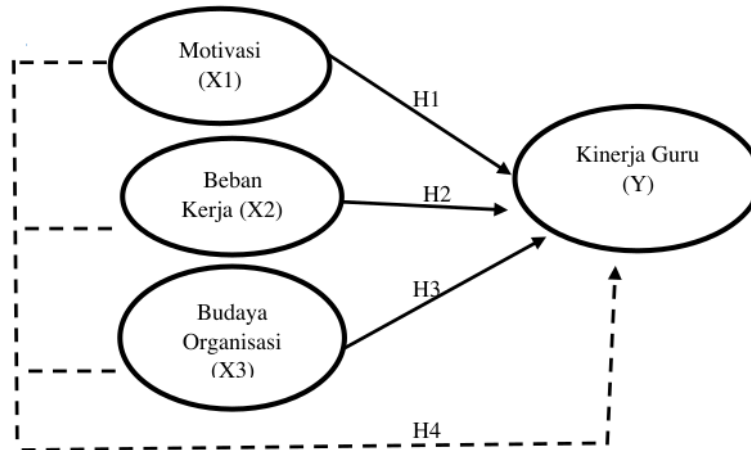 Motivasi
(X1)
H1
Kinerja Guru
(Y)
Beban
Kerja (X2)
H2
Budaya
Organisasi
(X3)
H3
H4